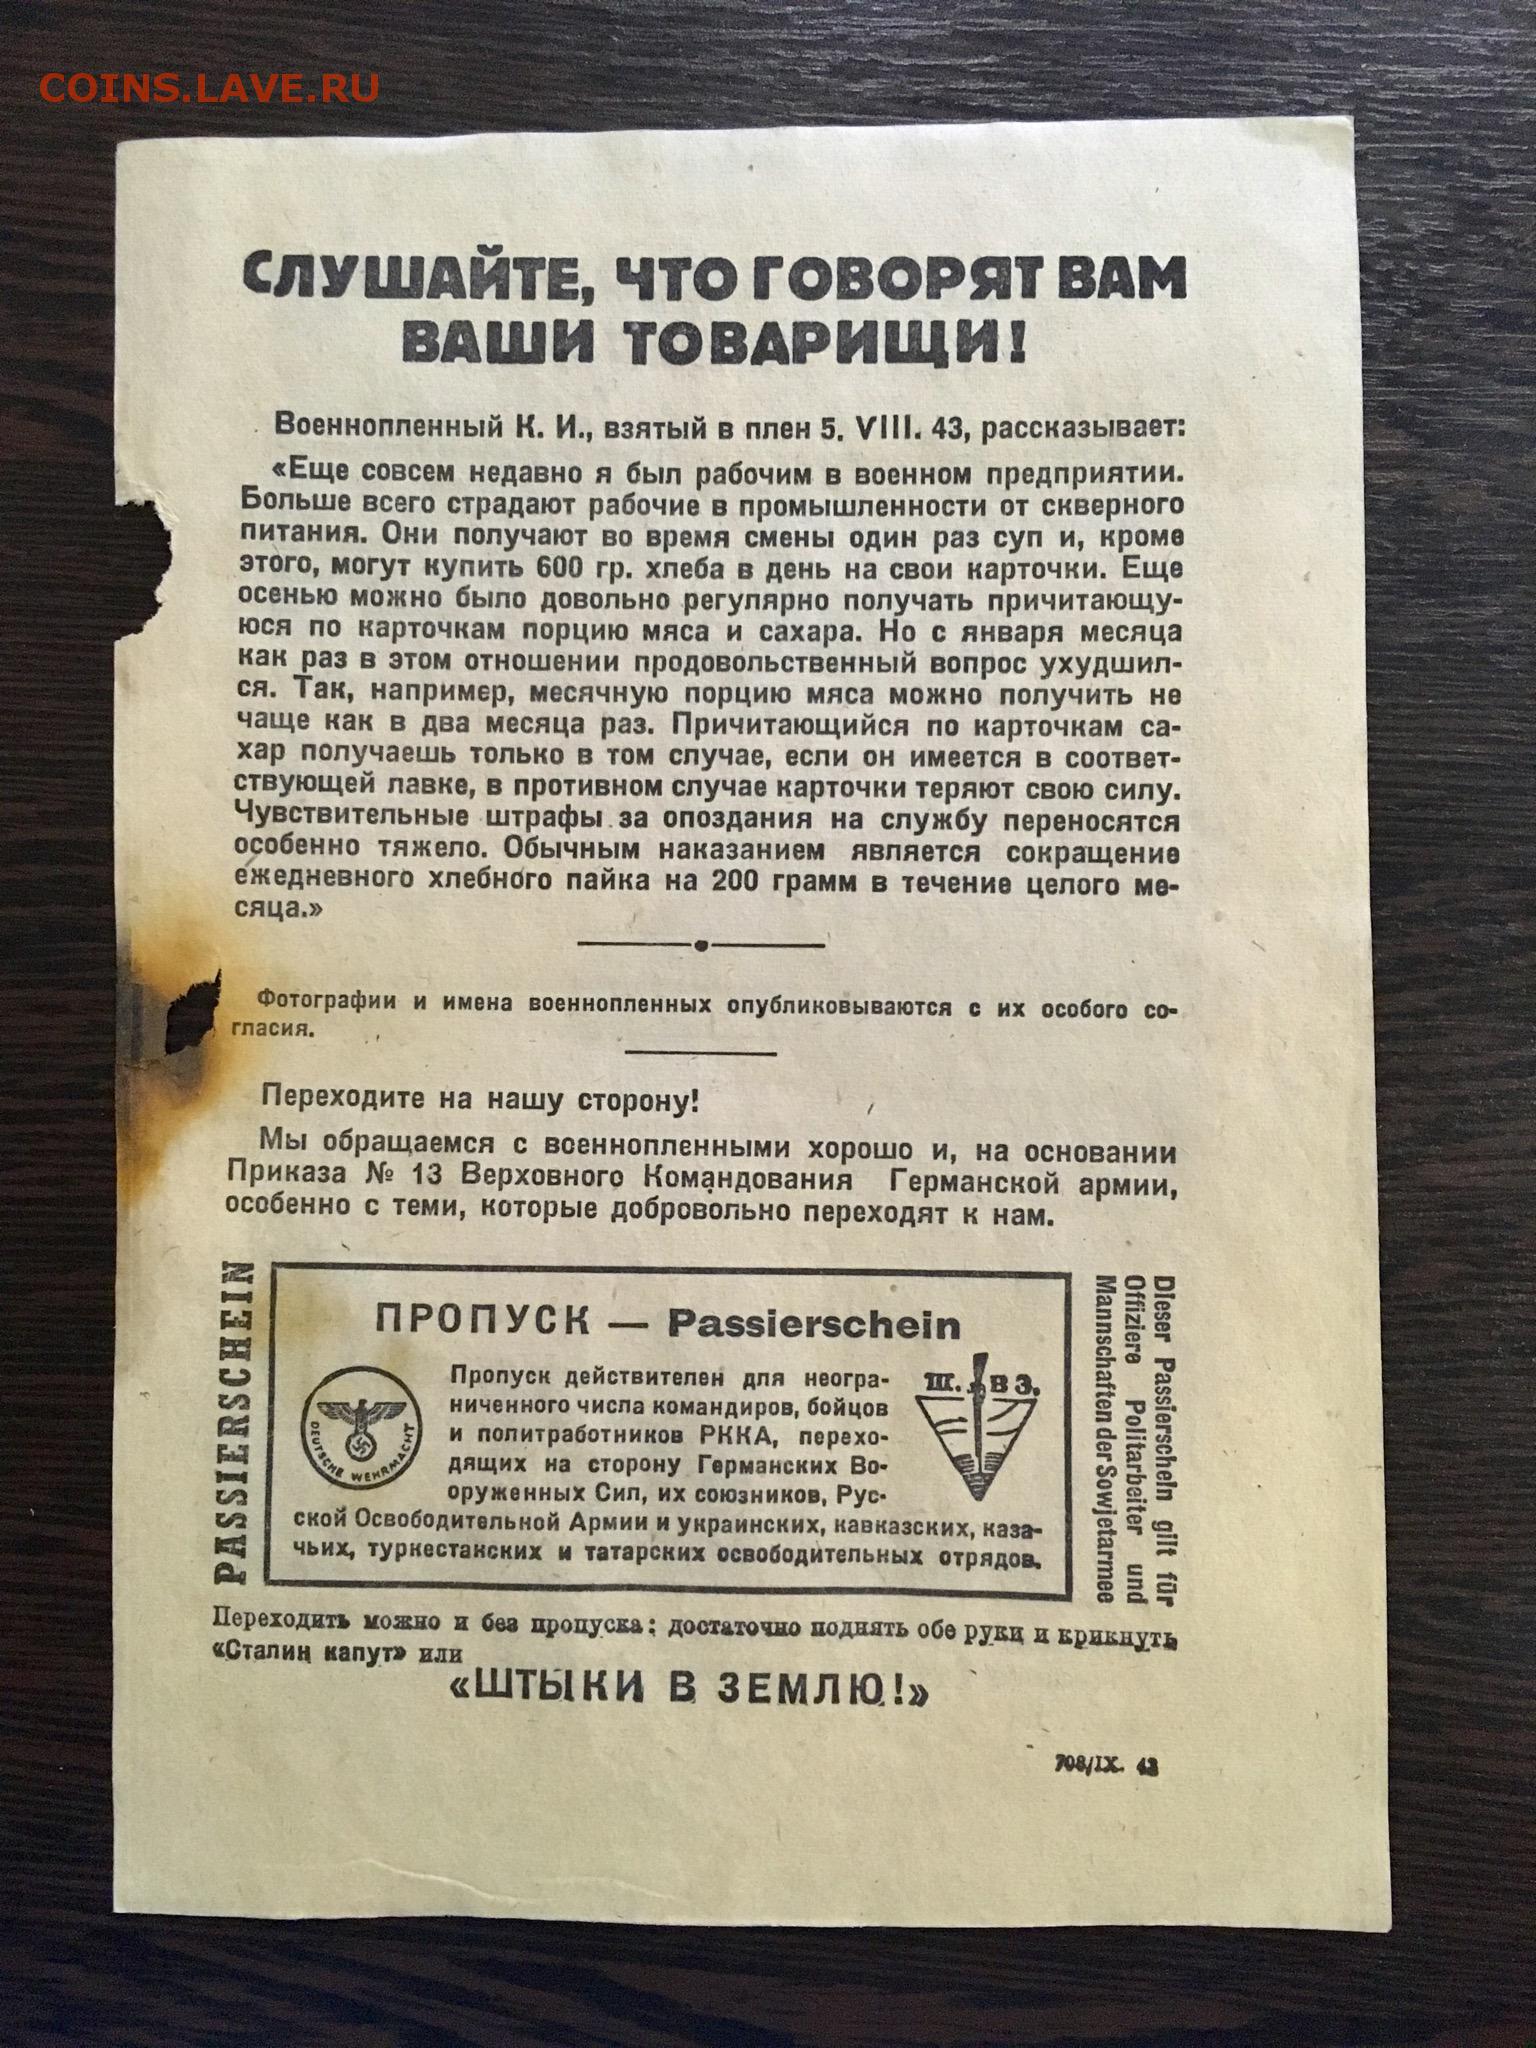 COINS.LAVE.RU
СЛУШАЙТЕ, ЧТО ГОВОРЯТ ВАМ
ВАШИ ТОВАРИЩИ!
Военнопленный К. И., взятый в плен 5. VIII. 43, рассказывает:
«Еще совсем недавно я был рабочим в военном предприятии.
Больше всего страдают рабочие в промышленности от скверного
питания. Они получают во время смены один раз суп и, кроме
этого, могут купить 600 гр. хлеба в день на свои карточки. Еще
осенью можно было довольно регулярно получать причитающу-
юся по карточкам порцию мяса и сахара. Но с января месяца
как раз в этом отношении продовольственный вопрос ухудшил-
ся. Так, например, месячную порцию мяса можно получить не
чаще как в два месяца раз. Причитающийся по карточкам са-
хар получаешь только в том случае, если он имеется в соответ-
ствующей лавке, в противном случае карточки теряют свою силу.
Чувствительные штрафы за опоздания на службу переносятся
особенно тяжело. Обычным наказанием является сокращение
ежедневного хлебного пайка на 200 грамм в течение целого ме-
сяца.»
Фотографии и имена военнопленных опубликовываются с их особого со-
гласия.
Переходите на нашу сторону!
Мы обращаемся с военнопленными хорошо и, на основании
Приказа № 13 Верховного Командования Германской армии,
особенно с теми, которые добровольно переходят к нам.
PASSIERSCHEIN
ПРОПУСК — Passierschein
DEUTSCHE WEHRMACHT
Пропуск действителен для неогра-
ниченного числа командиров, бойцов
и политработников РККА, перехо-
дящих на сторону Германских Во-
оруженных Сил, их союзников, Рус-
ской Освободительной Армии и украинских, кавказских, каза-
чьих, туркестанских и татарских освободительных отрядов.
Ш. В З.
Dieser Passierschein gilt für
Offiziere Politarbeiter und
Mannschaften der Sowjetarmee
Переходить можно и без пропуска: достаточно поднять обе руки и крикнуть
«Сталин капут» или
«ШТЫКИ В ЗЕМЛЮ!»
708/IX. 43